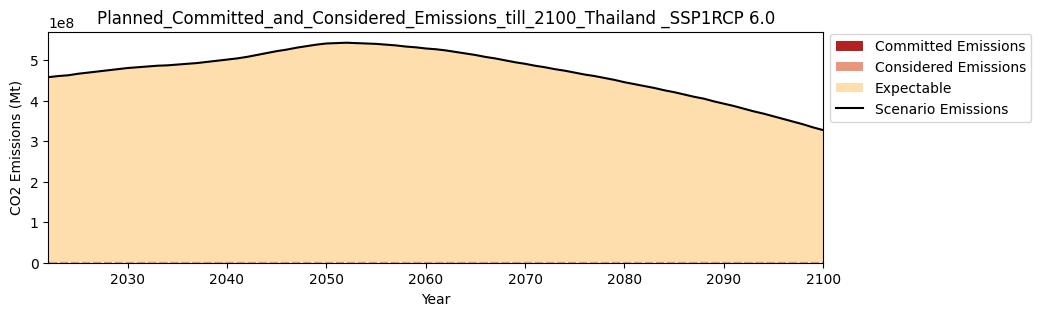 Planned_Committed_and_Considered_Emissions_till_2100_Thailand _SSP1RCP 6.0
1e8
5
4
3
2
1
0
CO2 Emissions (Mt)
2030 2040 2050 2060 2070 2080 2090 2100
Year
Committed Emissions
Considered Emissions
Expectable
Scenario Emissions